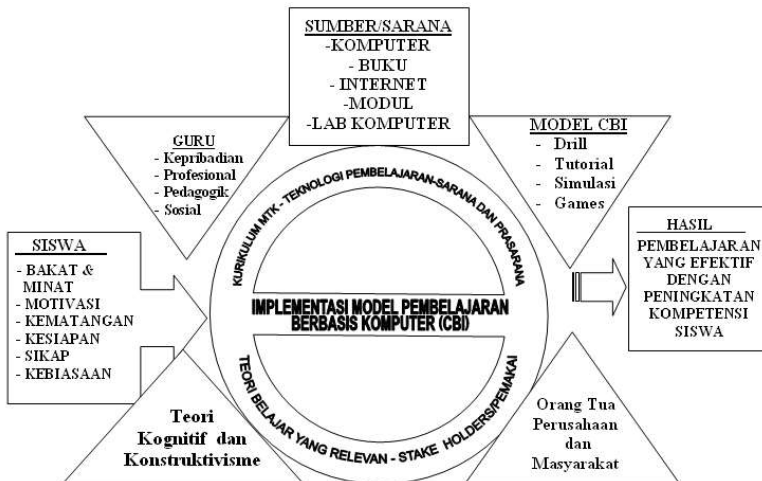 SUMBER/SARANA
-KOMPUTER
- BUKU
- INTERNET
-MODUL
-LAB KOMPUTER
GURU
- Kepribadian
- Profesional
- Pedagogik
- Sosial
MODEL CBI
- Drill
- Tutorial
- Simulasi
- Games
KURIKULUM MTK - TEKNOLOGI PEMBELAJARAN-SARANA DAN PRASARANA
SISWA
- BAKAT &
MINAT
- MOTIVASI
- KEMATANGAN
- KESIAPAN
- SIKAP
- KEBIASAAN
IMPLEMENTASI MODEL PEMBELAJARAN
BERBASIS KOMPUTER (CBI)
HASIL
PEMBELAJARAN
YANG EFEKTIF
DENGAN
PENINGKATAN
KOMPETENSI
SISWA
TEORI BELAJAR YANG RELEVAN - STAKE HOLDERS/PEMAKAI
Teori
Kognitif dan
Konstruktivisme
Orang Tua
Perusahaan
dan
Masyarakat